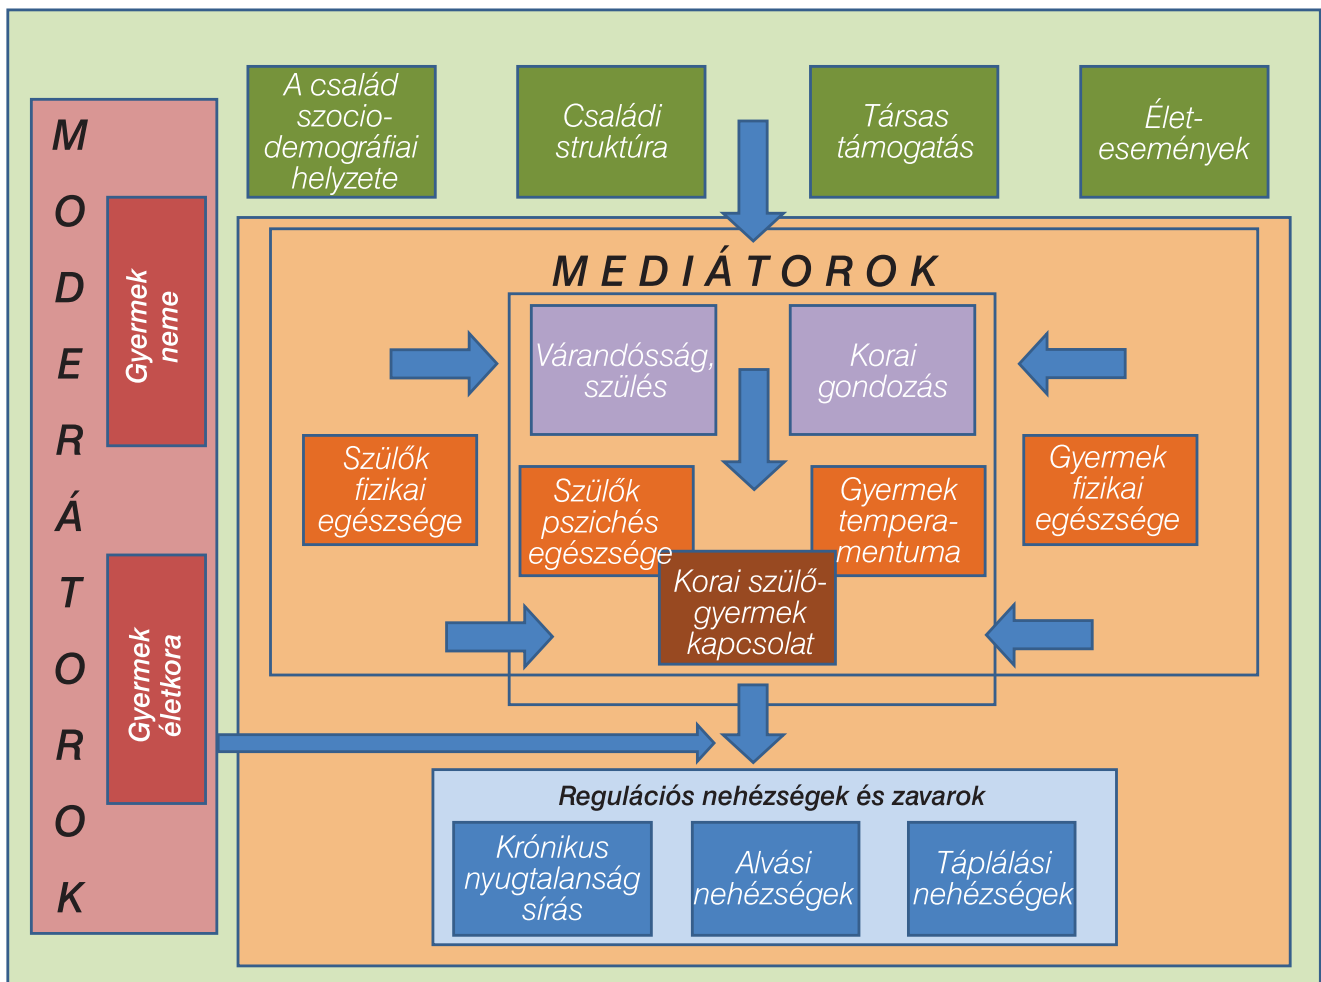 MODERÁTOROK
Gyermek
neme
Gyermek
életkora
A család
szocio-
demográfiai
helyzete
Családi
struktúra
Társas
támogatás
Élet-
események
MEDIÁTOROK
Várandósság,
szülés
Korai
gondozás
Szülők
fizikai
egészsége
Szülők
pszichés
egészsége
Gyermek
tempera-
mentuma
Gyermek
fizikai
egészsége
Korai szülő-
gyermek
kapcsolat
Regulációs nehézségek és zavarok
Krónikus
nyugtalanság
sírás
Alvási
nehézségek
Táplálási
nehézségek